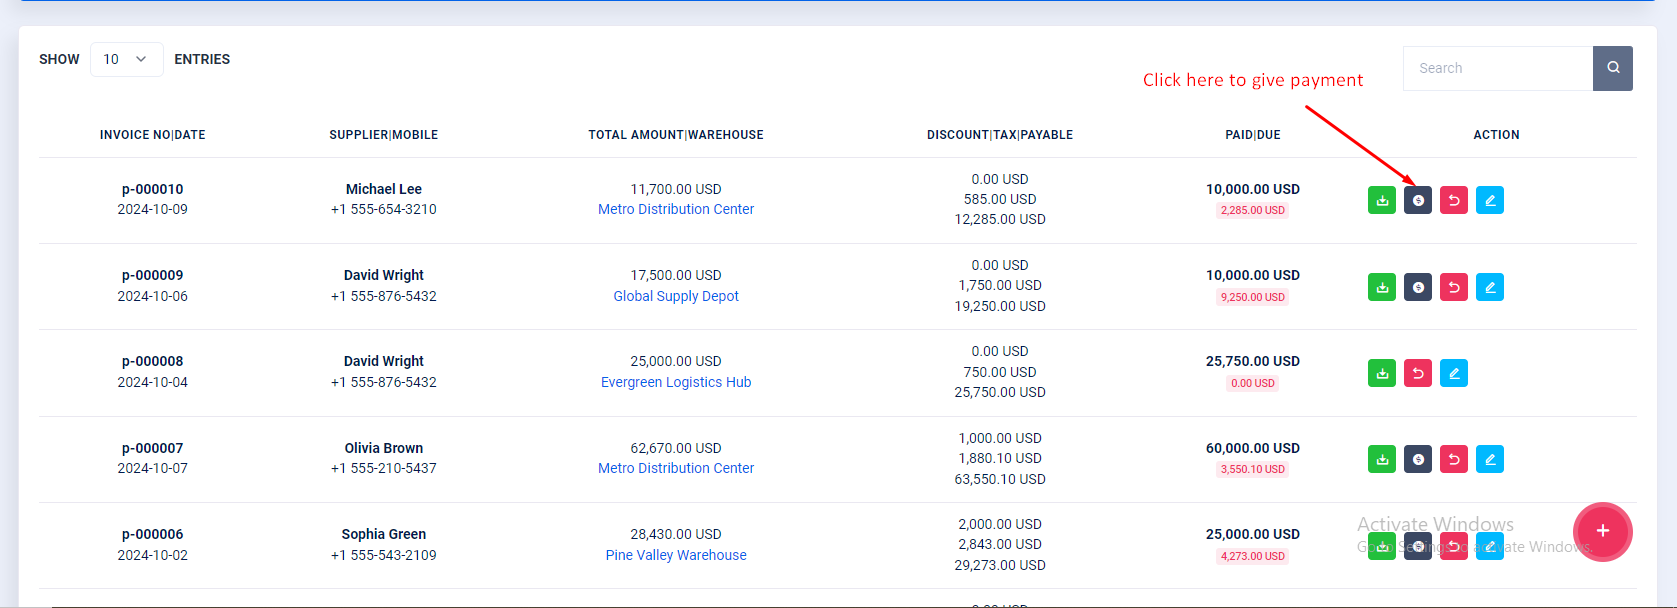 SHOW 10 ENTRIES
Search
Click here to give payment
INVOICE NO|DATE SUPPLIER|MOBILE TOTAL AMOUNT|WAREHOUSE DISCOUNT|TAX|PAYABLE PAID|DUE ACTION
p-000010 Michael Lee 11,700.00 USD 0.00 USD 10,000.00 USD
2024-10-09 +1 555-654-3210 Metro Distribution Center 585.00 USD 2,285.00 USD
12,285.00 USD
p-000009 David Wright 17,500.00 USD 0.00 USD 10,000.00 USD
2024-10-06 +1 555-876-5432 Global Supply Depot 1,750.00 USD 9,250.00 USD
19,250.00 USD
p-000008 David Wright 25,000.00 USD 0.00 USD 25,750.00 USD
2024-10-04 +1 555-876-5432 Evergreen Logistics Hub 750.00 USD 0.00 USD
25,750.00 USD
p-000007 Olivia Brown 62,670.00 USD 1,000.00 USD 60,000.00 USD
2024-10-07 +1 555-210-5437 Metro Distribution Center 1,880.10 USD 3,550.10 USD
63,550.10 USD
p-000006 Sophia Green 28,430.00 USD 2,000.00 USD 25,000.00 USD
2024-10-02 +1 555-543-2109 Pine Valley Warehouse 2,843.00 USD 4,273.00 USD
29,273.00 USD
Activate Windows
Go to Settings to activate Windows.